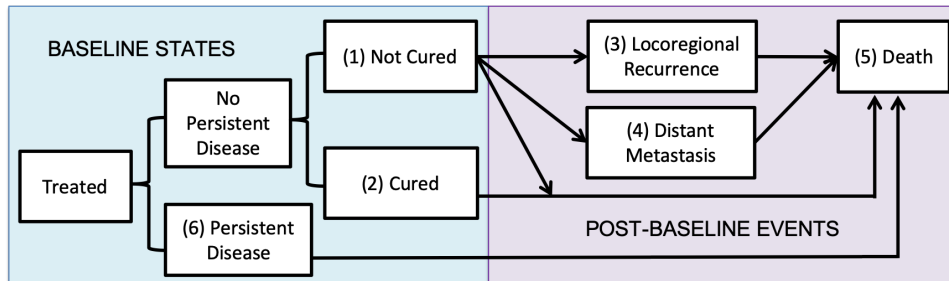 BASELINE STATES
(1) Not Cured
(3) Locoregional
Recurrence
(5) Death
No
Persistent
Disease
(4) Distant
Metastasis
Treated
(2) Cured
(6) Persistent
Disease
POST-BASELINE EVENTS